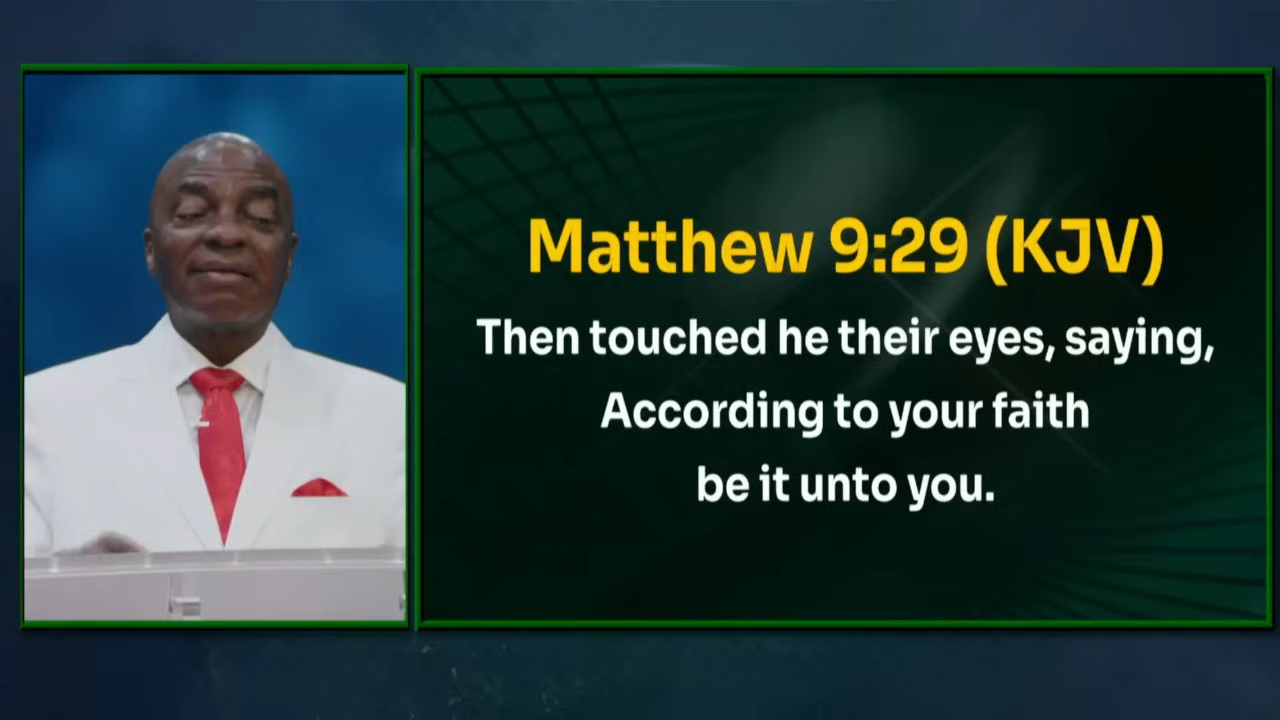 Matthew 9:29 (KJV)
Then touched he their eyes, saying,
According to your faith
be it unto you.